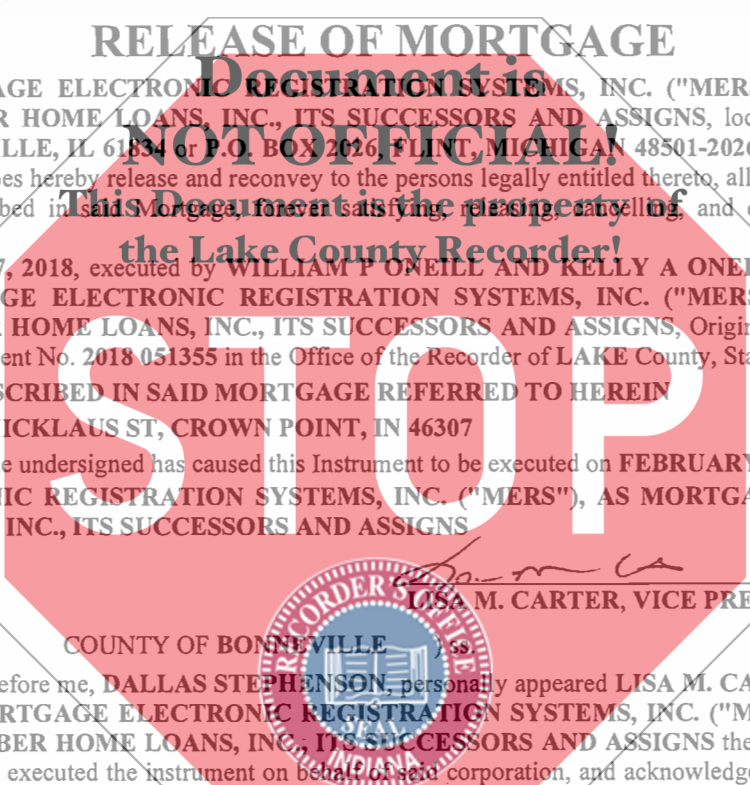 RELEASE OF MORTGAGE
Document is
AGE ELECTRONIC REGISTRATION SYSTEMS, INC. ("MERS
R HOME LOANS, INC., ITS SUCCESSORS AND ASSIGNS, loc
NOT OFFICIAL!
LLE, IL 61834 or P.O. BOX 2026, FLINT, MICHIGAN 48501-2026
es hereby release and reconvey to the persons legally entitled thereto, all
This Document is the property of
bed in said Mortgage, forever satisfying, releasing, cancelling, and
the Lake County Recorder!
7, 2018, executed by WILLIAM P ONEILL AND KELLY A ONEI
GE ELECTRONIC REGISTRATION SYSTEMS, INC. ("MERS
R HOME LOANS, INC., ITS SUCCESSORS AND ASSIGNS, Origin
ent No. 2018 051355 in the Office of the Recorder of LAKE County, Sta
SCRIBED IN SAID MORTGAGE REFERRED TO HEREIN
STOP
ICKLAUS ST, CROWN POINT, IN 46307
e undersigned has caused this Instrument to be executed on FEBRUARY
IC REGISTRATION SYSTEMS, INC. ("MERS"), AS MORTGA
INC., ITS SUCCESSORS AND ASSIGNS
LISA M. CARTER, VICE PRE
RECORDER'S OFFICE
SEAL
INDIANA
COUNTY OF BONNEVILLE ) ss.
efore me, DALLAS STEPHENSON, personally appeared LISA M. CA
RTGAGE ELECTRONIC REGISTRATION SYSTEMS, INC. ("M
BER HOME LOANS, INC., ITS SUCCESSORS AND ASSIGNS the
executed the instrument on behalf of said corporation, and acknowledge